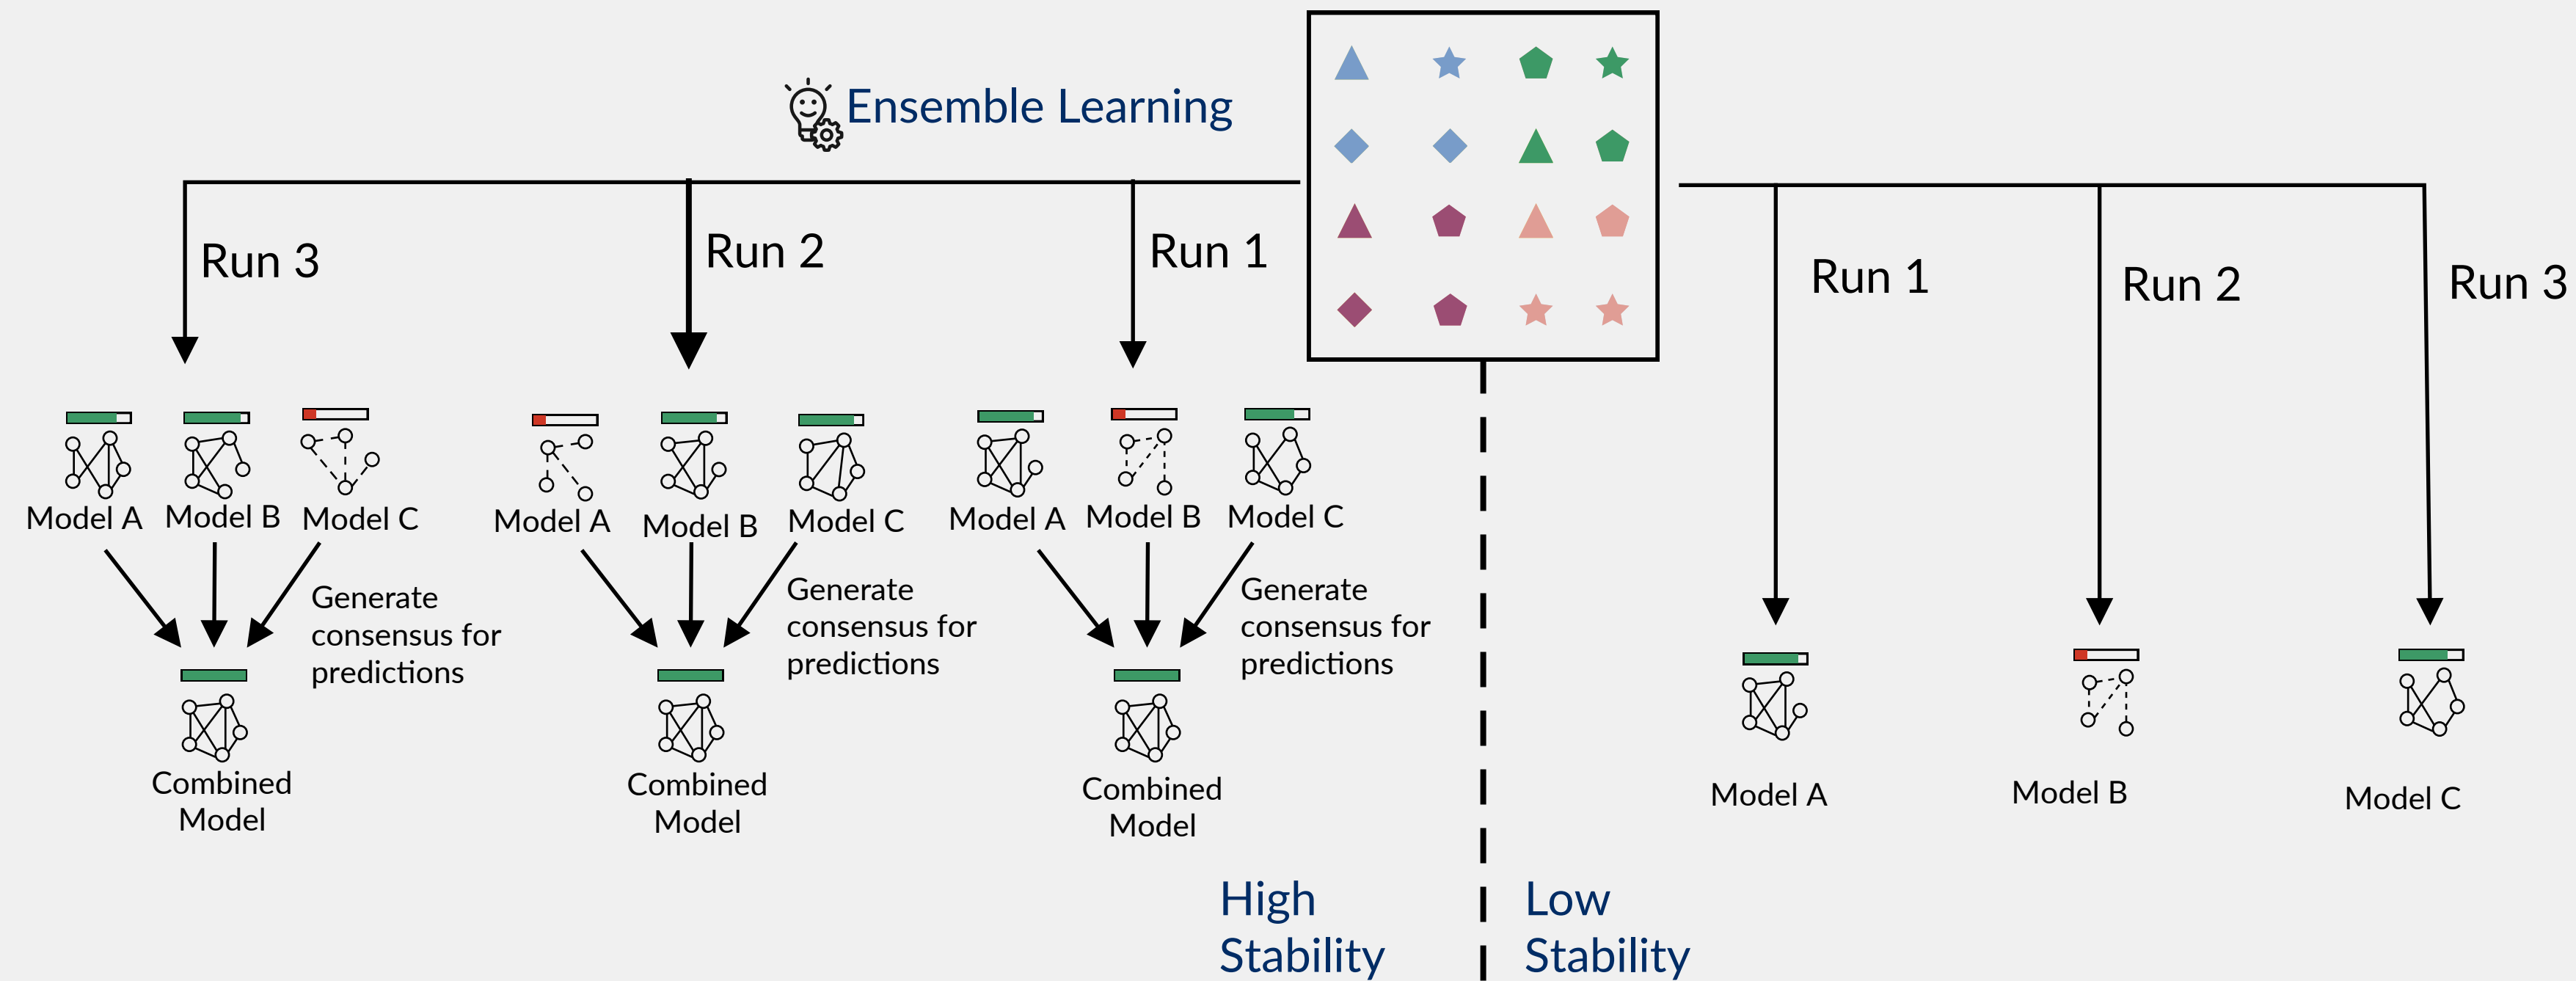 Ensemble Learning
Run 3
Run 2
Run 1
Run 1
Run 2
Run 3
Model A
Model B
Model C
Model A
Model B
Model C
Model A
Model B
Model C
Generate
consensus for
predictions
Generate
consensus for
predictions
Generate
consensus for
predictions
Combined
Model
Combined
Model
Combined
Model
Model A
Model B
Model C
High
Stability
Low
Stability